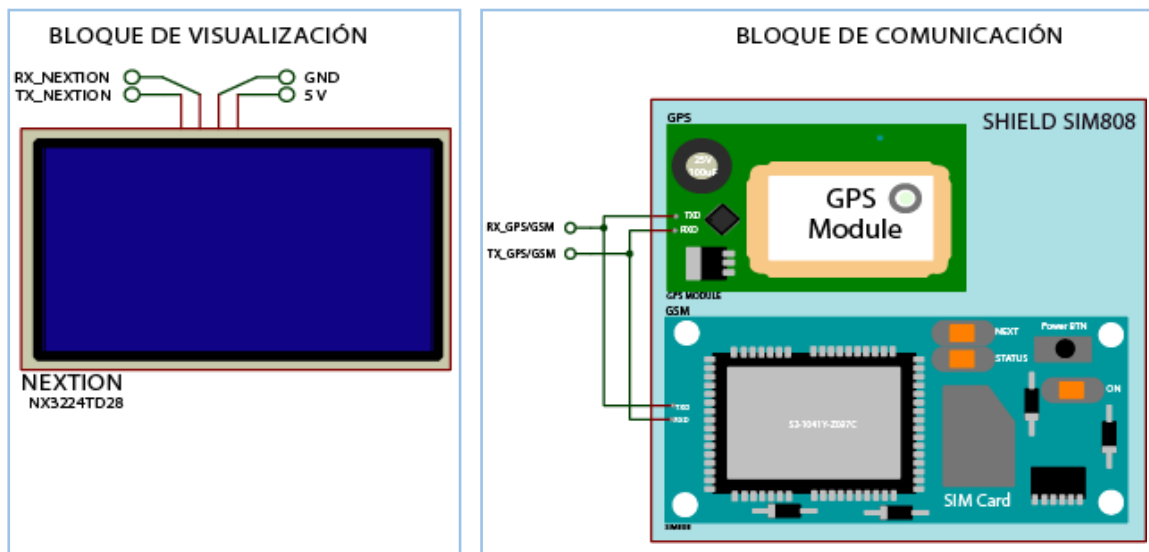 BLOQUE DE VISUALIZACIÓN
RX_NEXTION
TX_NEXTION
GND
5 V
NEXTION
NX3224TD28
BLOQUE DE COMUNICACIÓN
SHIELD SIM808
GPS
25V
100uF
TXD
RXD
GPS
Module
GPS MODULE
RX_GPS/GSM
TX_GPS/GSM
GSM
NEXT
STATUS
Power BTN
ON
TXD
RXD
SIM Card
SIM808